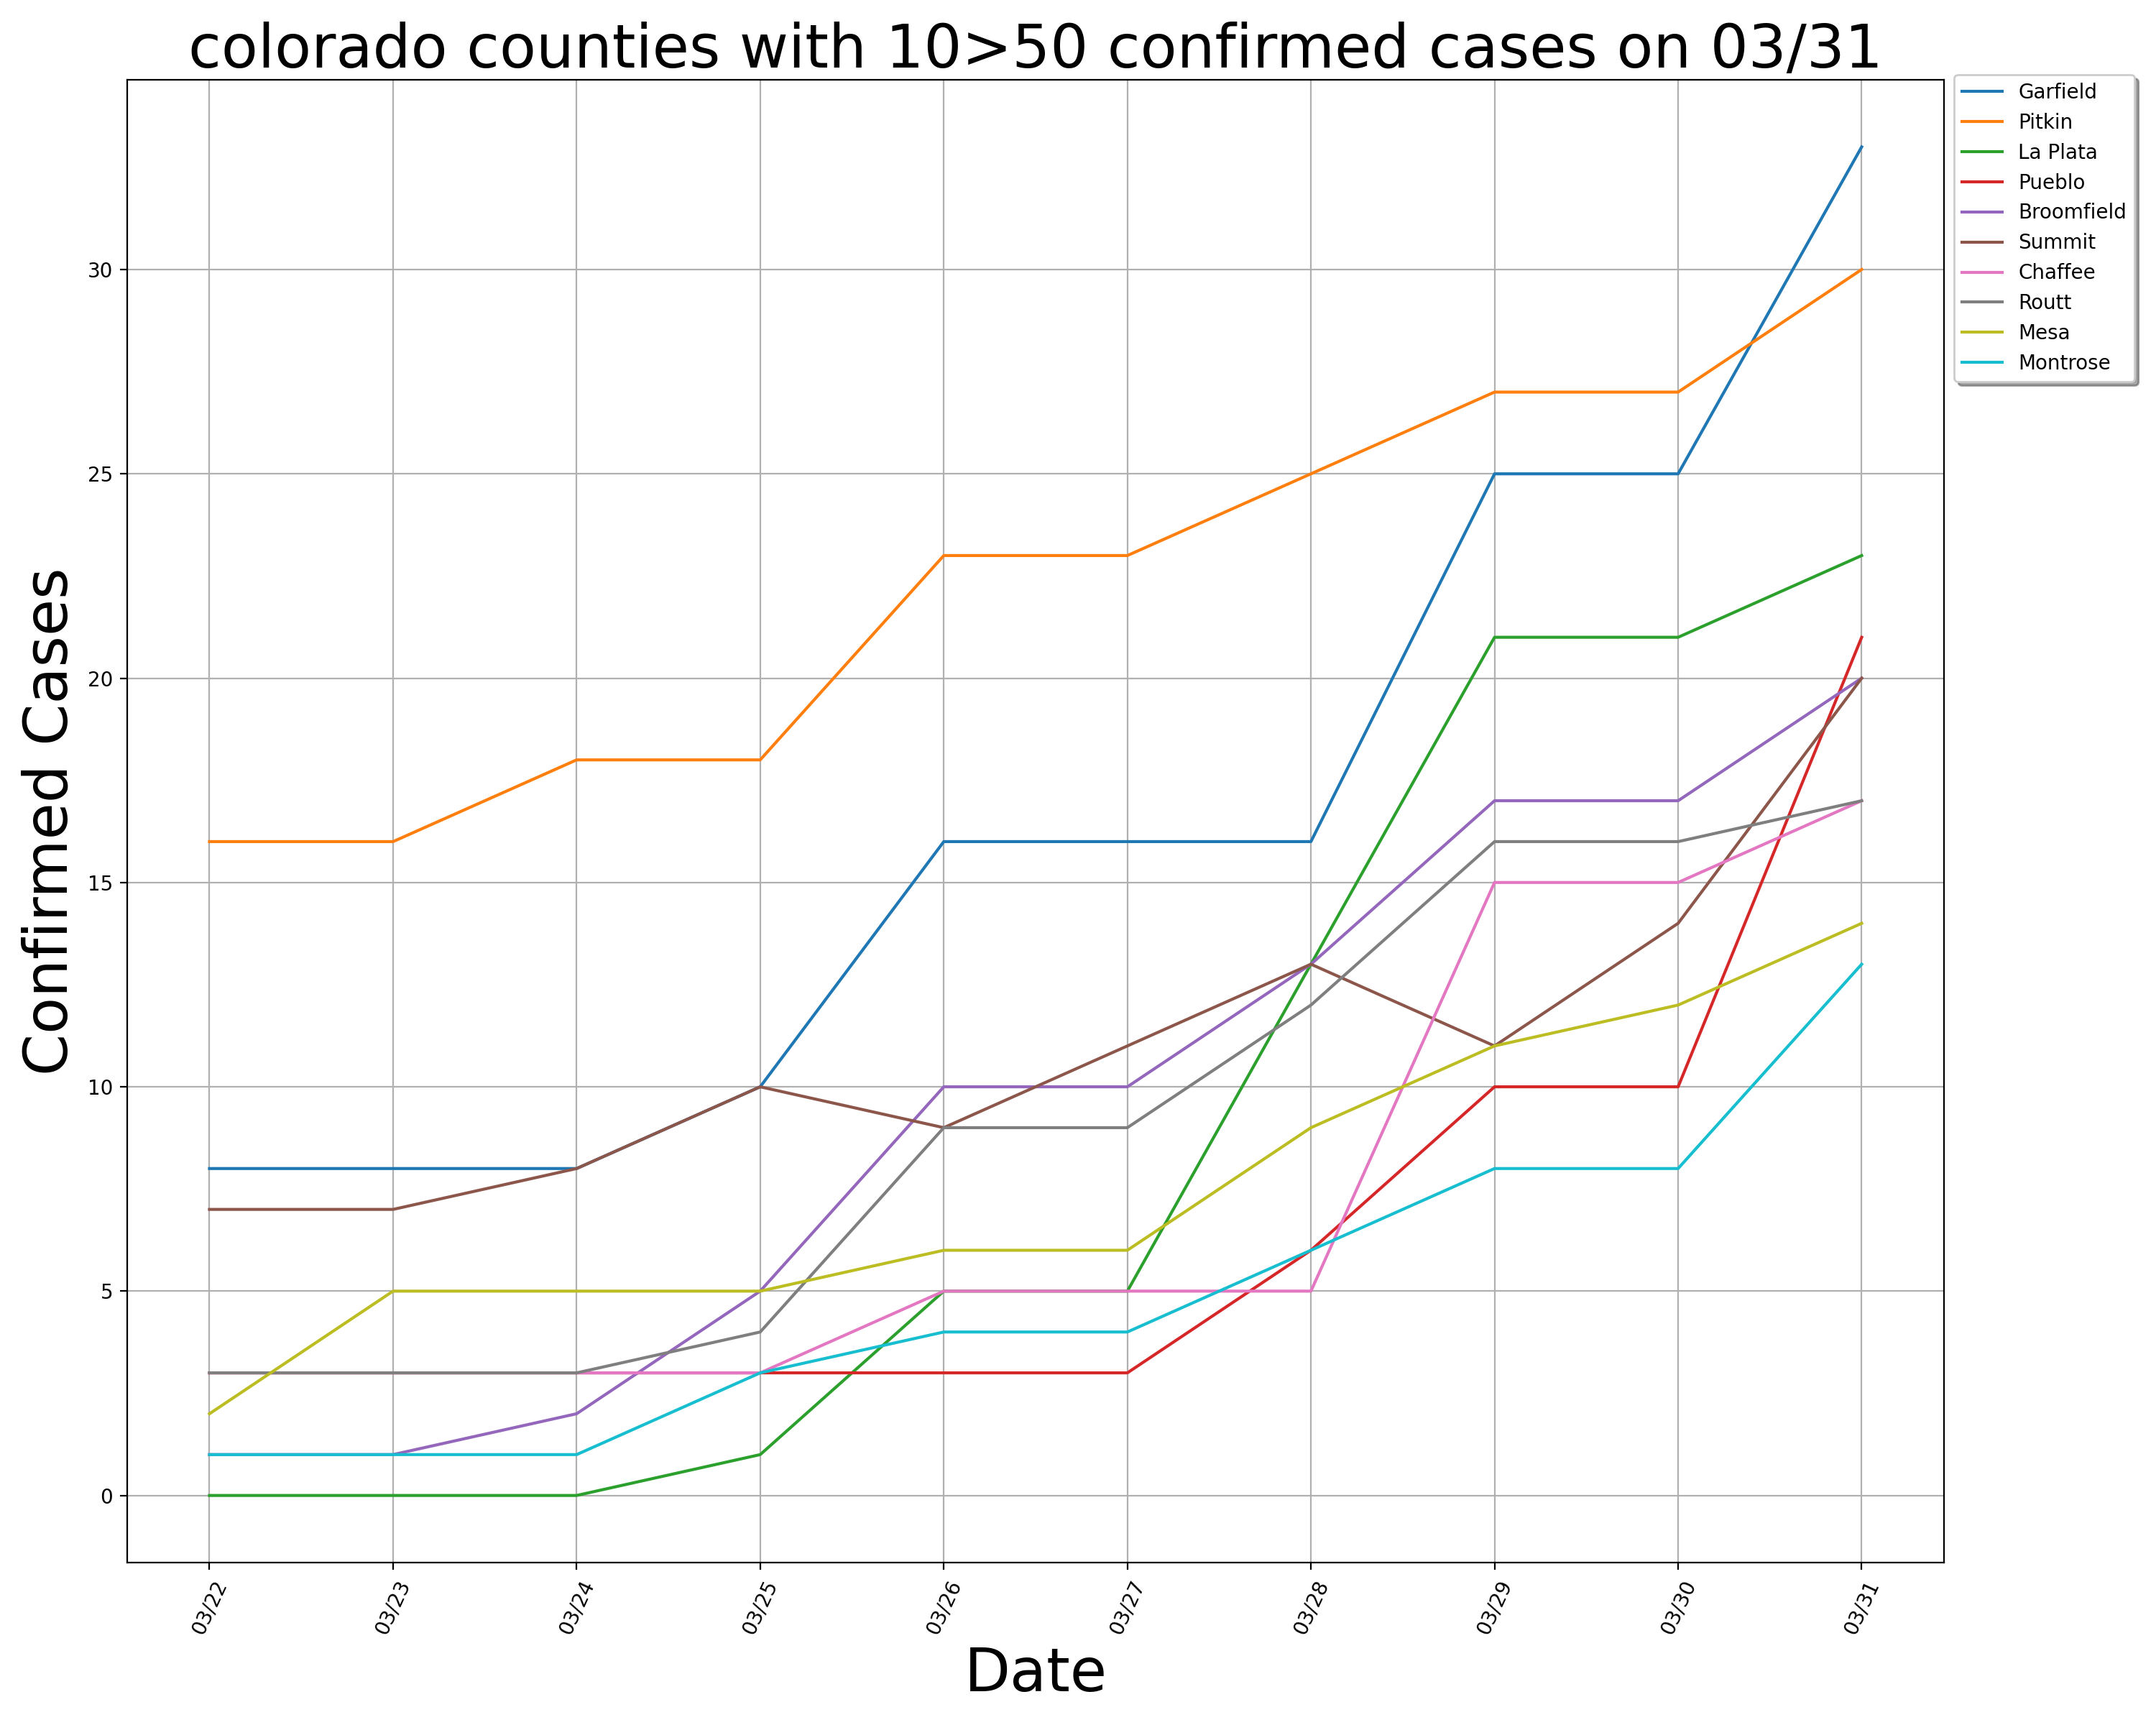 colorado counties with 10>50 confirmed cases on 03/31
Garfield
Pitkin
La Plata
Pueblo
Broomfield
Summit
Chaffee
Routt
Mesa
Montrose
Confirmed Cases
30
25
20
15
10
5
0
03/22
03/23
03/24
03/25
03/26
03/27
03/28
03/29
03/30
03/31
Date